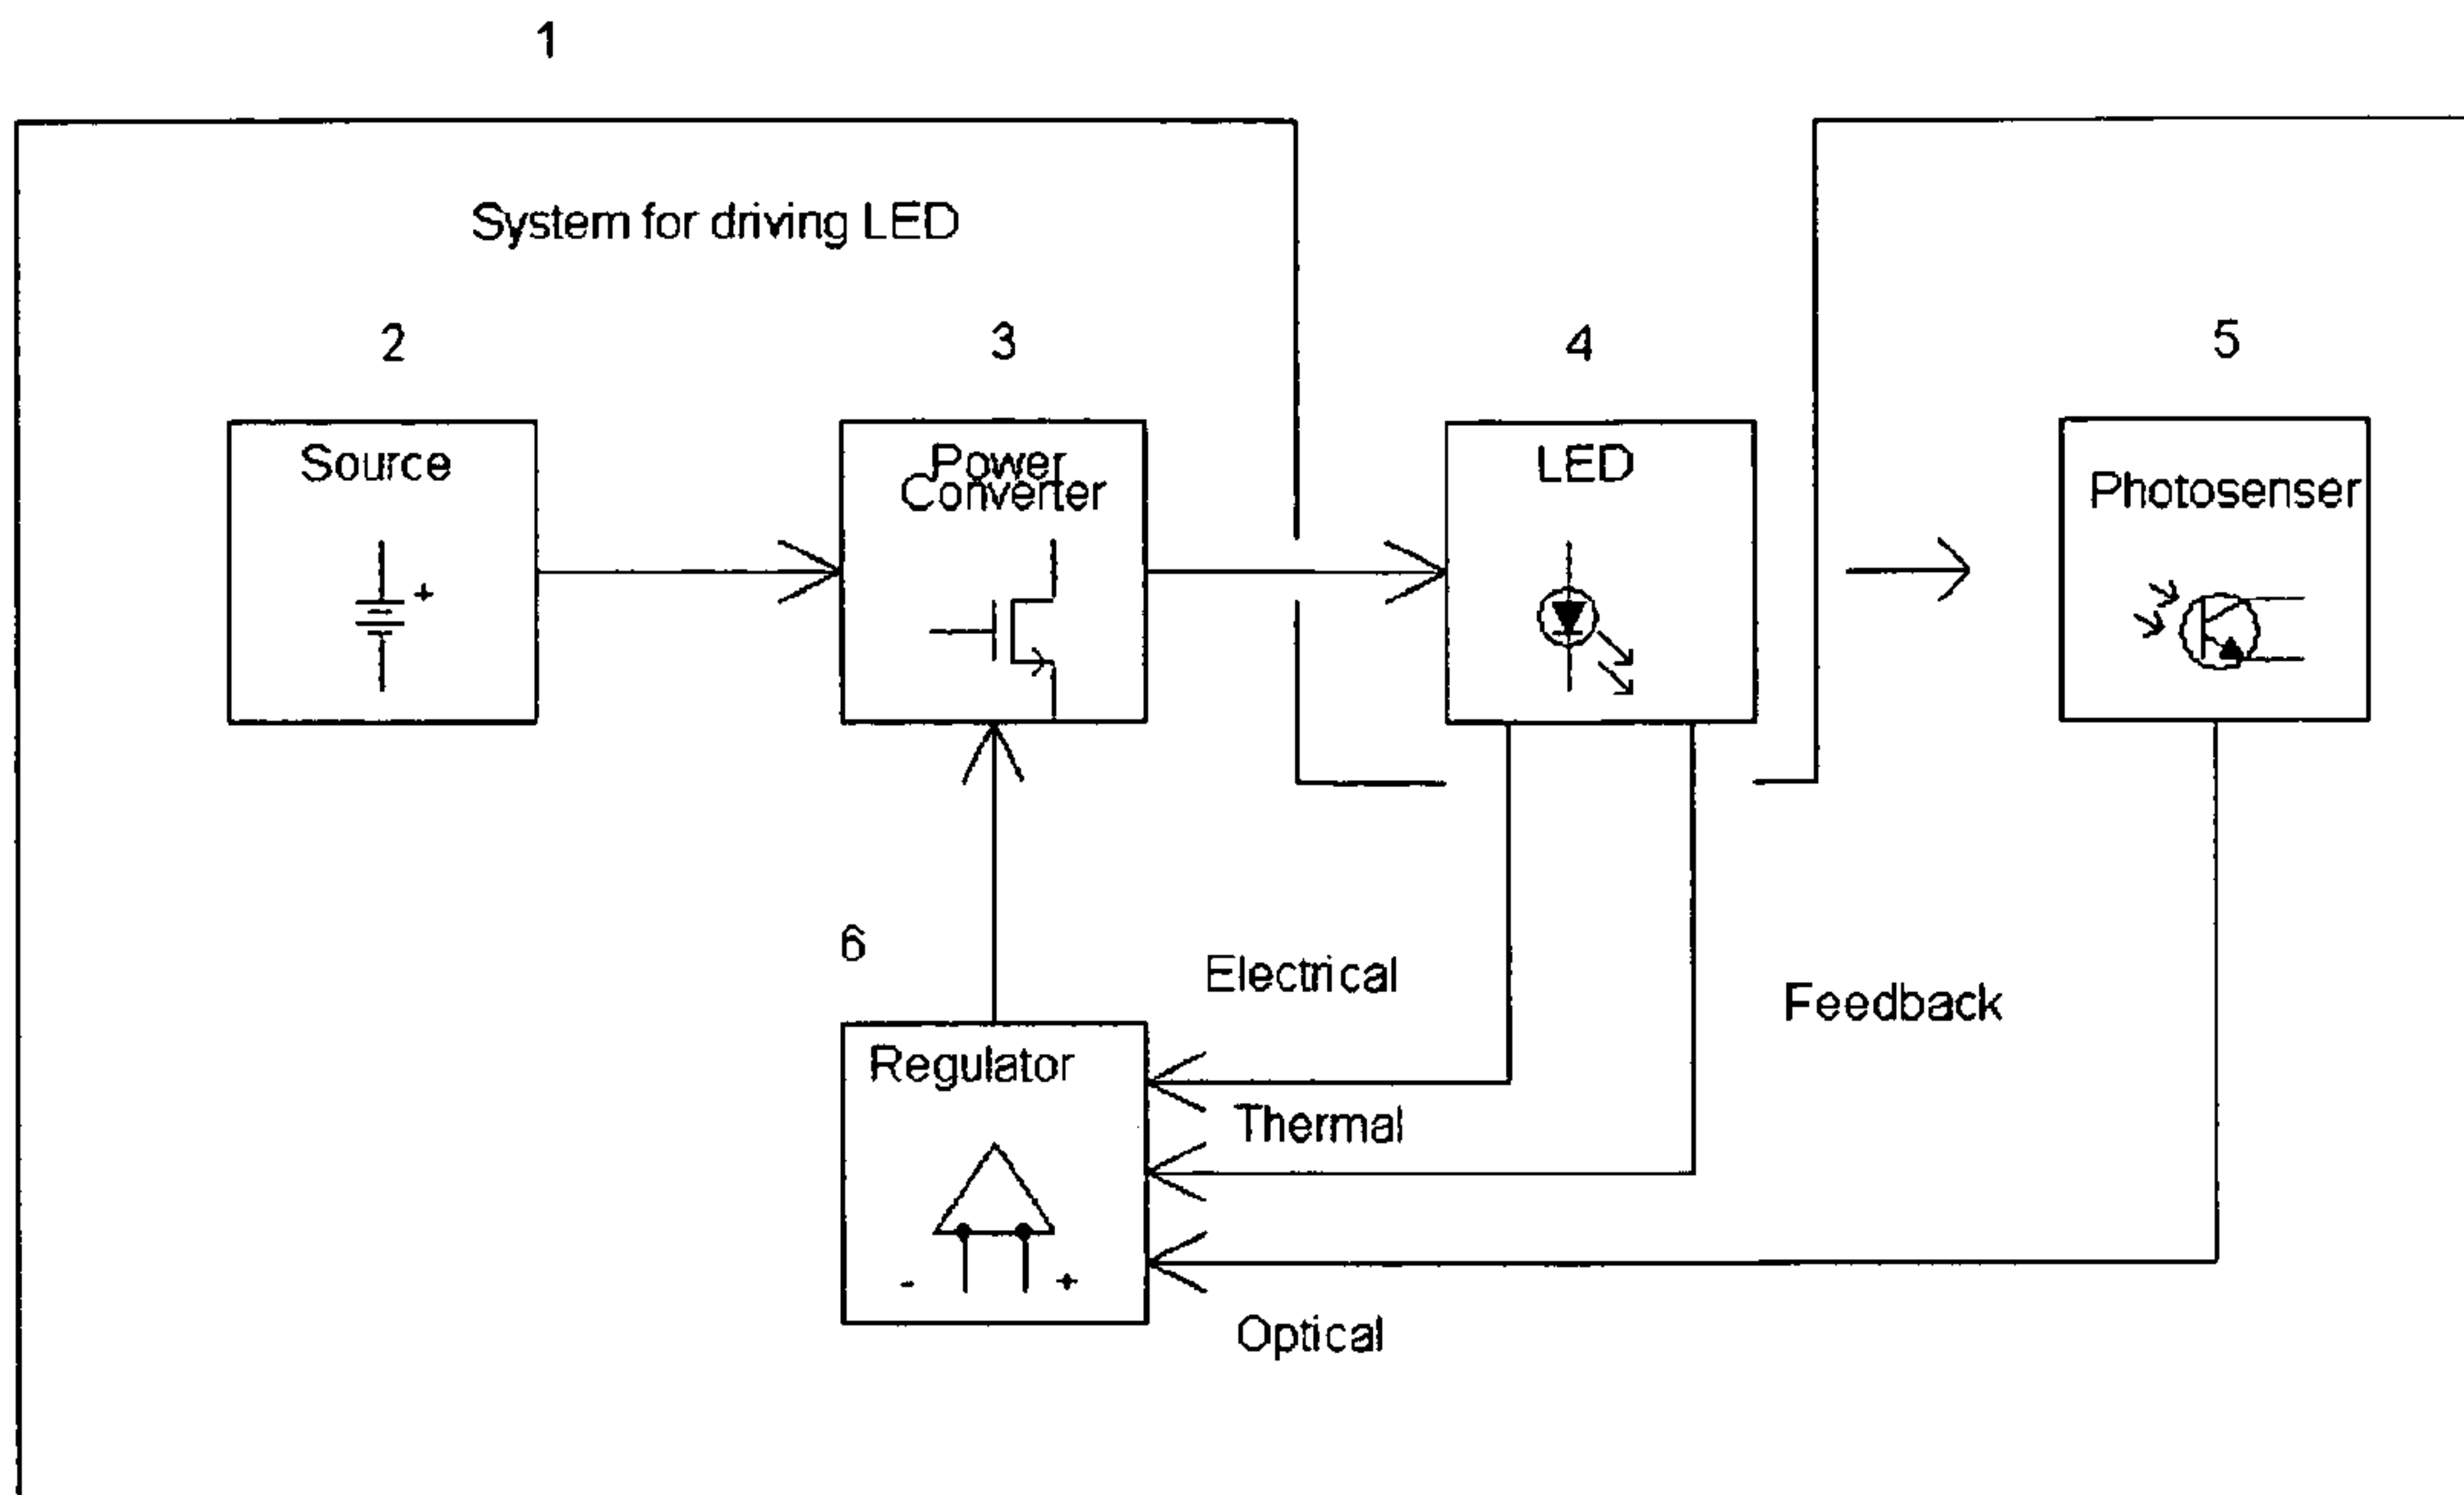 1
System for driving LED
2
3
4
5
Source
Power
Converter
LED
Photosenser
+
6
Electrical
Feedback
Regulator
Thermal
- +
Optical